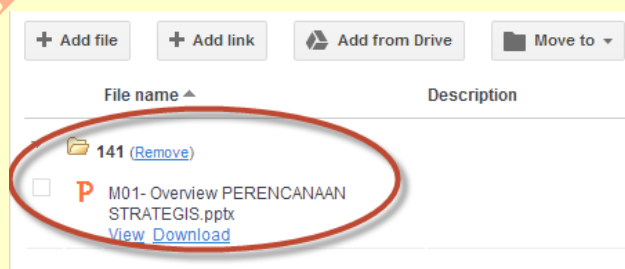 Add file
Add link
Add from Drive
Move to
File name
Description
141 (Remove)
M01- Overview PERENCANAAN
STRATEGIS.pptx
View Download